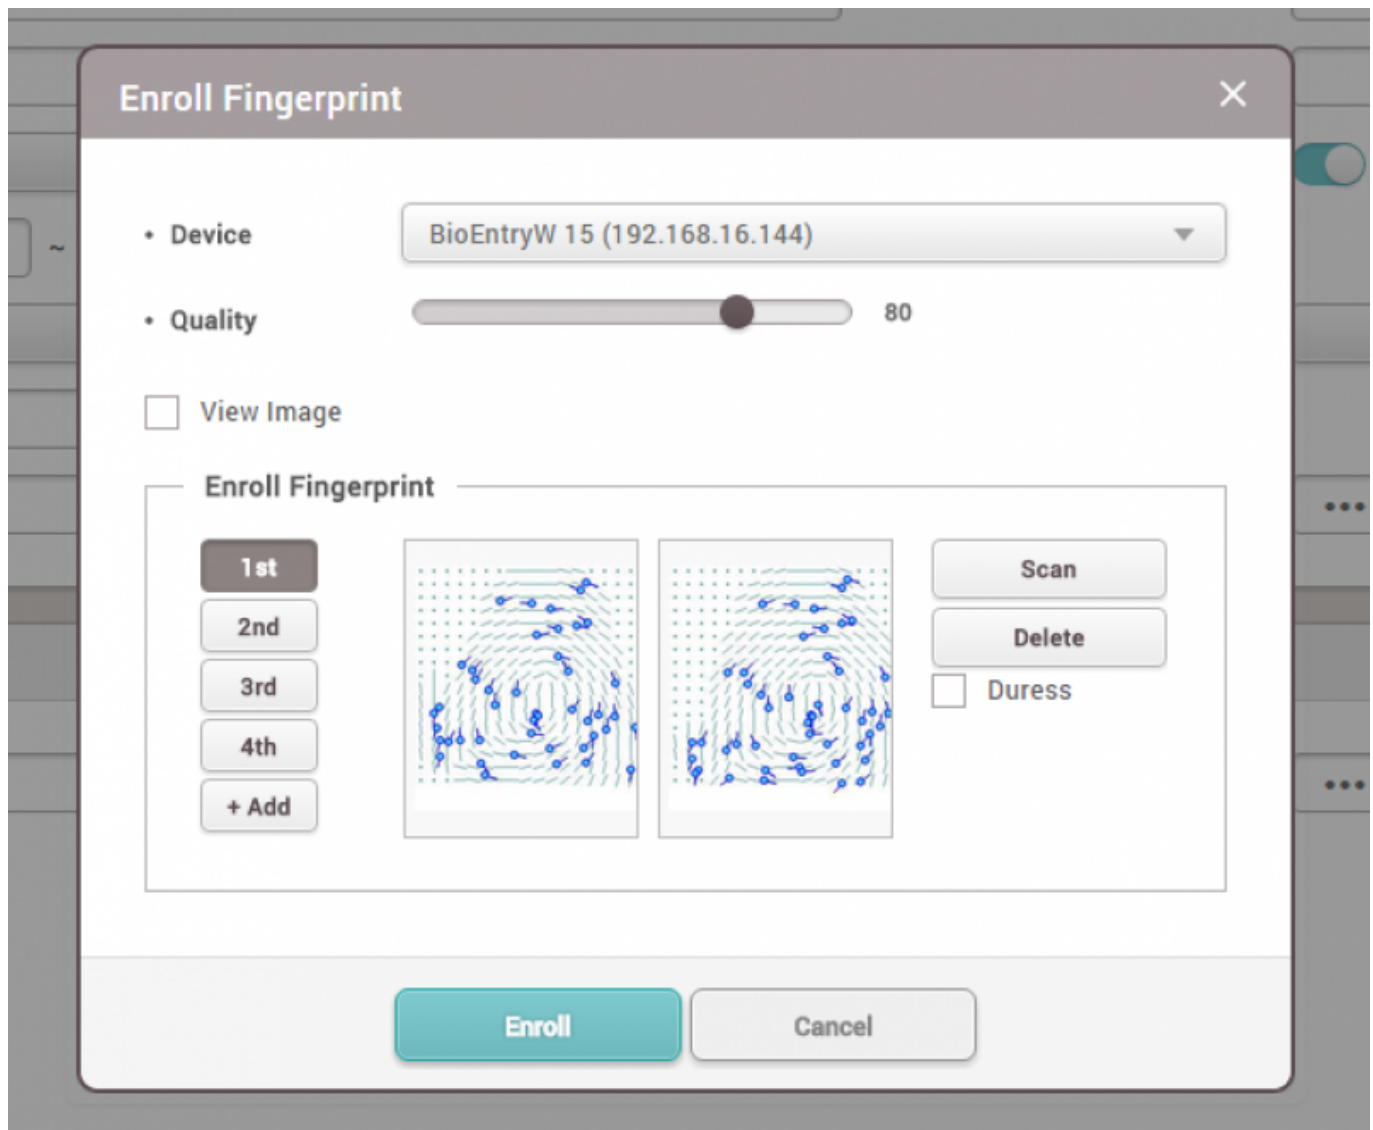 Enroll Fingerprint
~
• Device
BioEntryW 15 (192.168.16.144)
• Quality
80
View Image
Enroll Fingerprint
1st
2nd
3rd
4th
+ Add
Scan
Delete
Duress
Enroll
Cancel